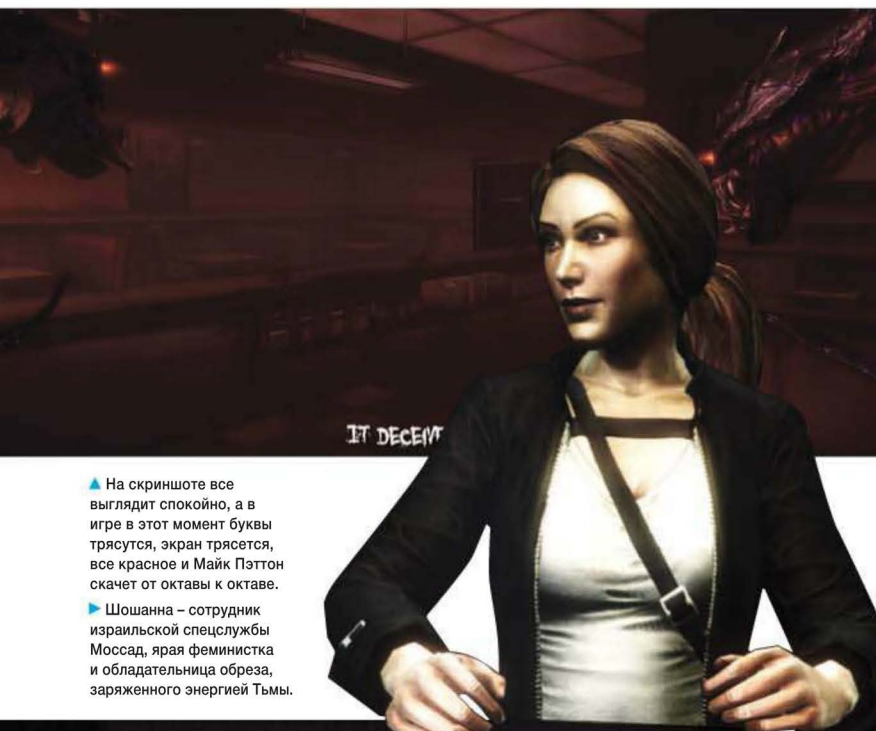 IT DECEIVE
▲ На скриншоте все
выглядит спокойно, а в
игре в этот момент буквы
трясутся, экран трясется,
все красное и Майк Пэттон
скачет от октавы к октаве.
► Шошанна – сотрудник
израильской спецслужбы
Моссад, ярая феминистка
и обладательница обреза,
заряженного энергией Тьмы.